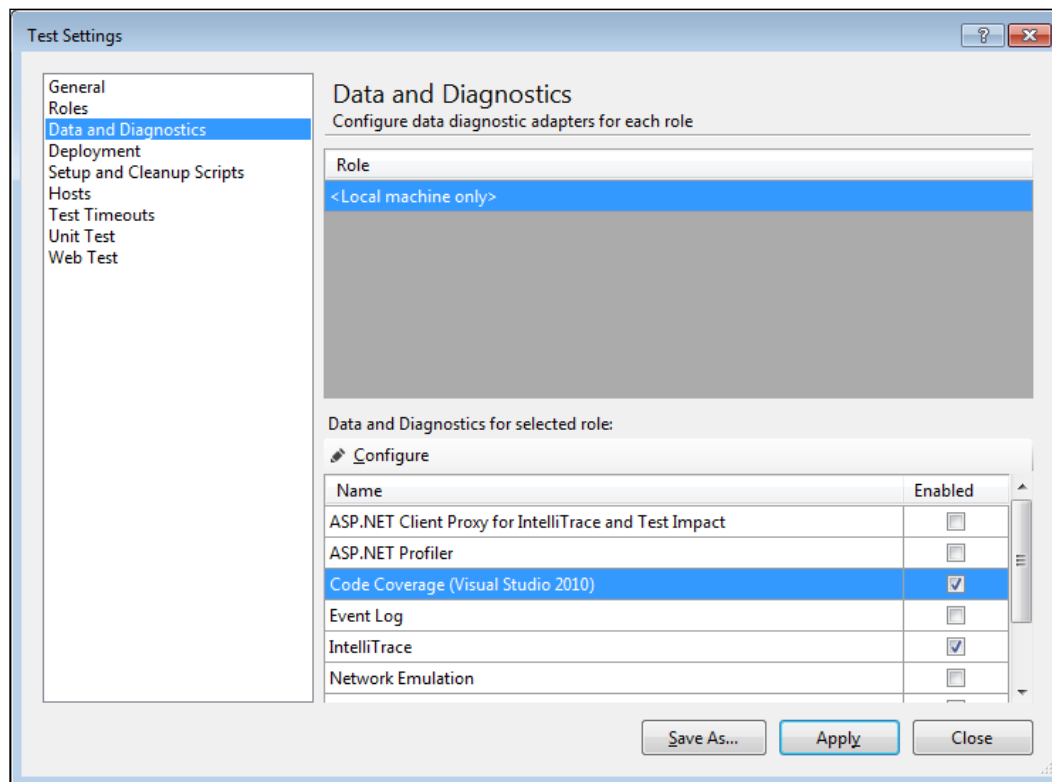 Test Settings
General
Roles
Data and Diagnostics
Deployment
Setup and Cleanup Scripts
Hosts
Test Timeouts
Unit Test
Web Test
Data and Diagnostics
Configure data diagnostic adapters for each role
Role
<Local machine only>
Data and Diagnostics for selected role:
Configure
Name Enabled
ASP.NET Client Proxy for IntelliTrace and Test Impact
ASP.NET Profiler
Code Coverage (Visual Studio 2010)
Event Log
IntelliTrace
Network Emulation
Save As... Apply Close